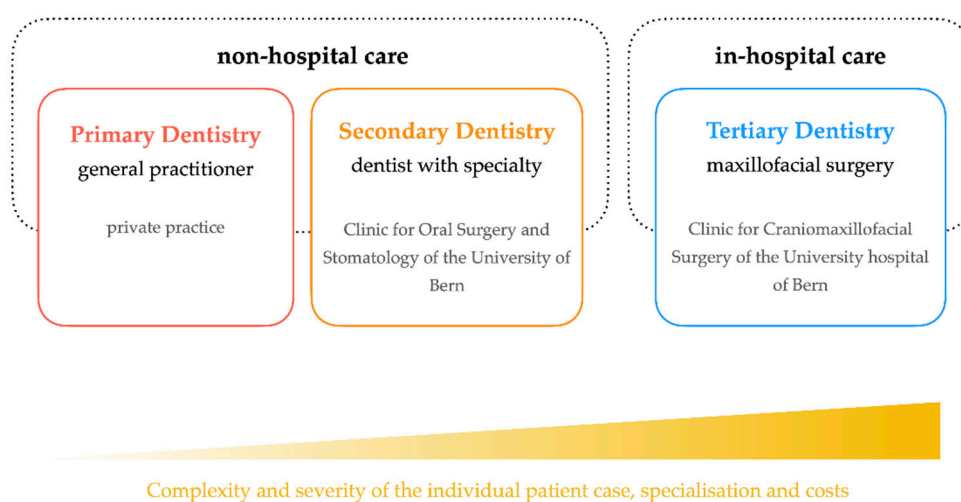 non-hospital care
in-hospital care
Primary Dentistry
general practitioner
private practice
Secondary Dentistry
dentist with specialty
Clinic for Oral Surgery and
Stomatology of the University of
Bern
Tertiary Dentistry
maxillofacial surgery
Clinic for Craniomaxillofacial
Surgery of the University hospital
of Bern
Complexity and severity of the individual patient case, specialisation and costs